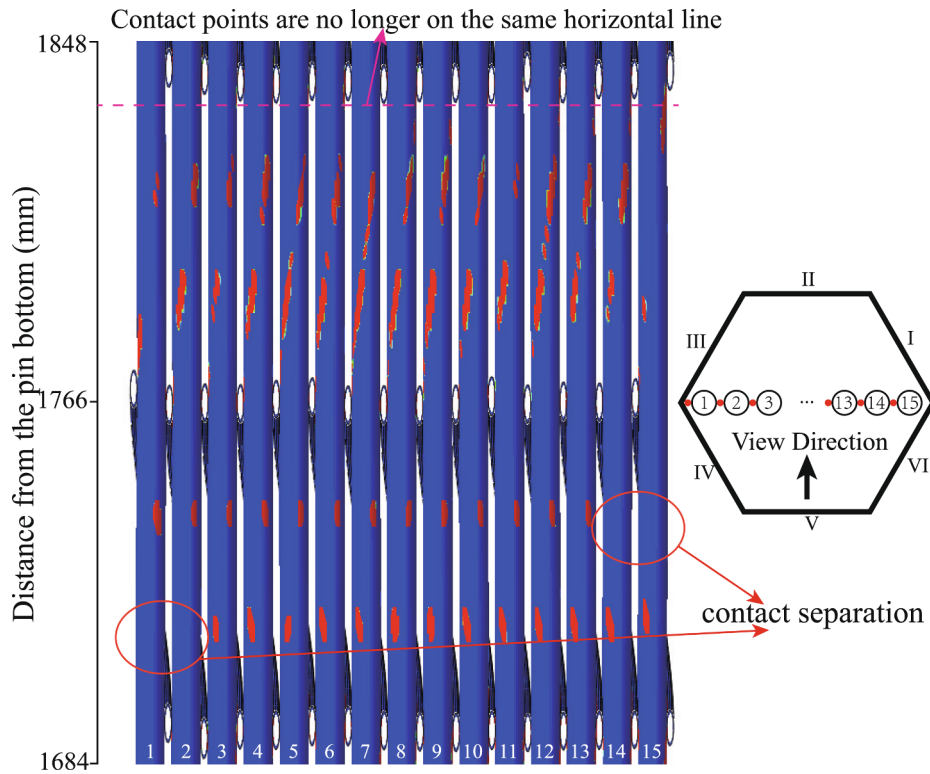 Contact points are no longer on the same horizontal line
1848
1766
1684
Distance from the pin bottom (mm)
1 2 3 4 5 6 7 8 9 10 11 12 13 14 15
II
III
I
1 2 3 ... 13 14 15
View Direction
IV
VI
V
contact separation